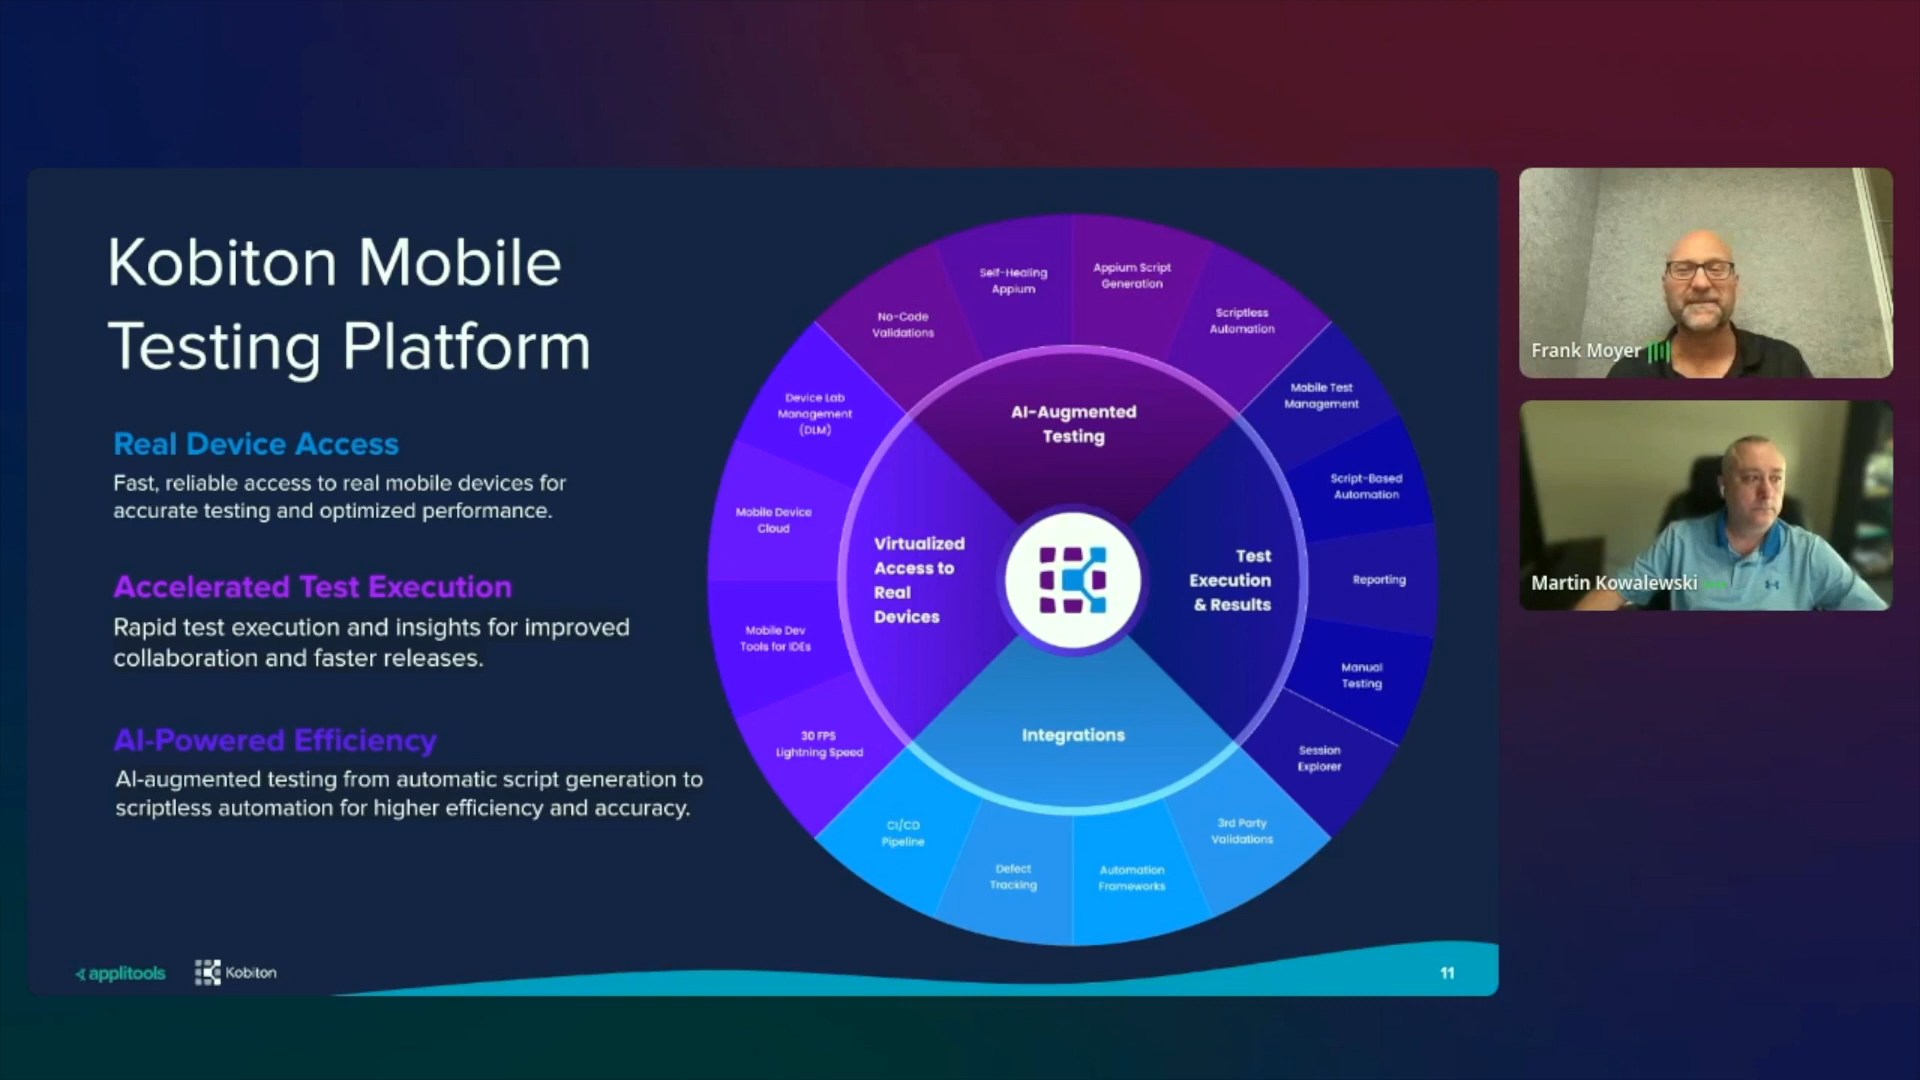 Kobiton Mobile
Testing Platform
Real Device Access
Fast, reliable access to real mobile devices for
accurate testing and optimized performance.
Accelerated Test Execution
Rapid test execution and insights for improved
collaboration and faster releases.
AI-Powered Efficiency
AI-augmented testing from automatic script generation to
scriptless automation for higher efficiency and accuracy.
AI-Augmented
Testing
No-Code
Validations
Self-Healing
Appium
Appium Script
Generation
Scriptless
Automation
Test
Execution
& Results
Mobile Test
Management
Script-Based
Automation
Reporting
Manual
Testing
Session
Explorer
Integrations
3rd Party
Validations
Automation
Frameworks
Defect
Tracking
CI/CD
Pipeline
Virtualized
Access to
Real
Devices
30 FPS
Lightning Speed
Mobile Dev
Tools for IDEs
Mobile Device
Cloud
Device Lab
Management
(DLM)
applitools
Kobiton
11
Frank Moyer
Martin Kowalewski